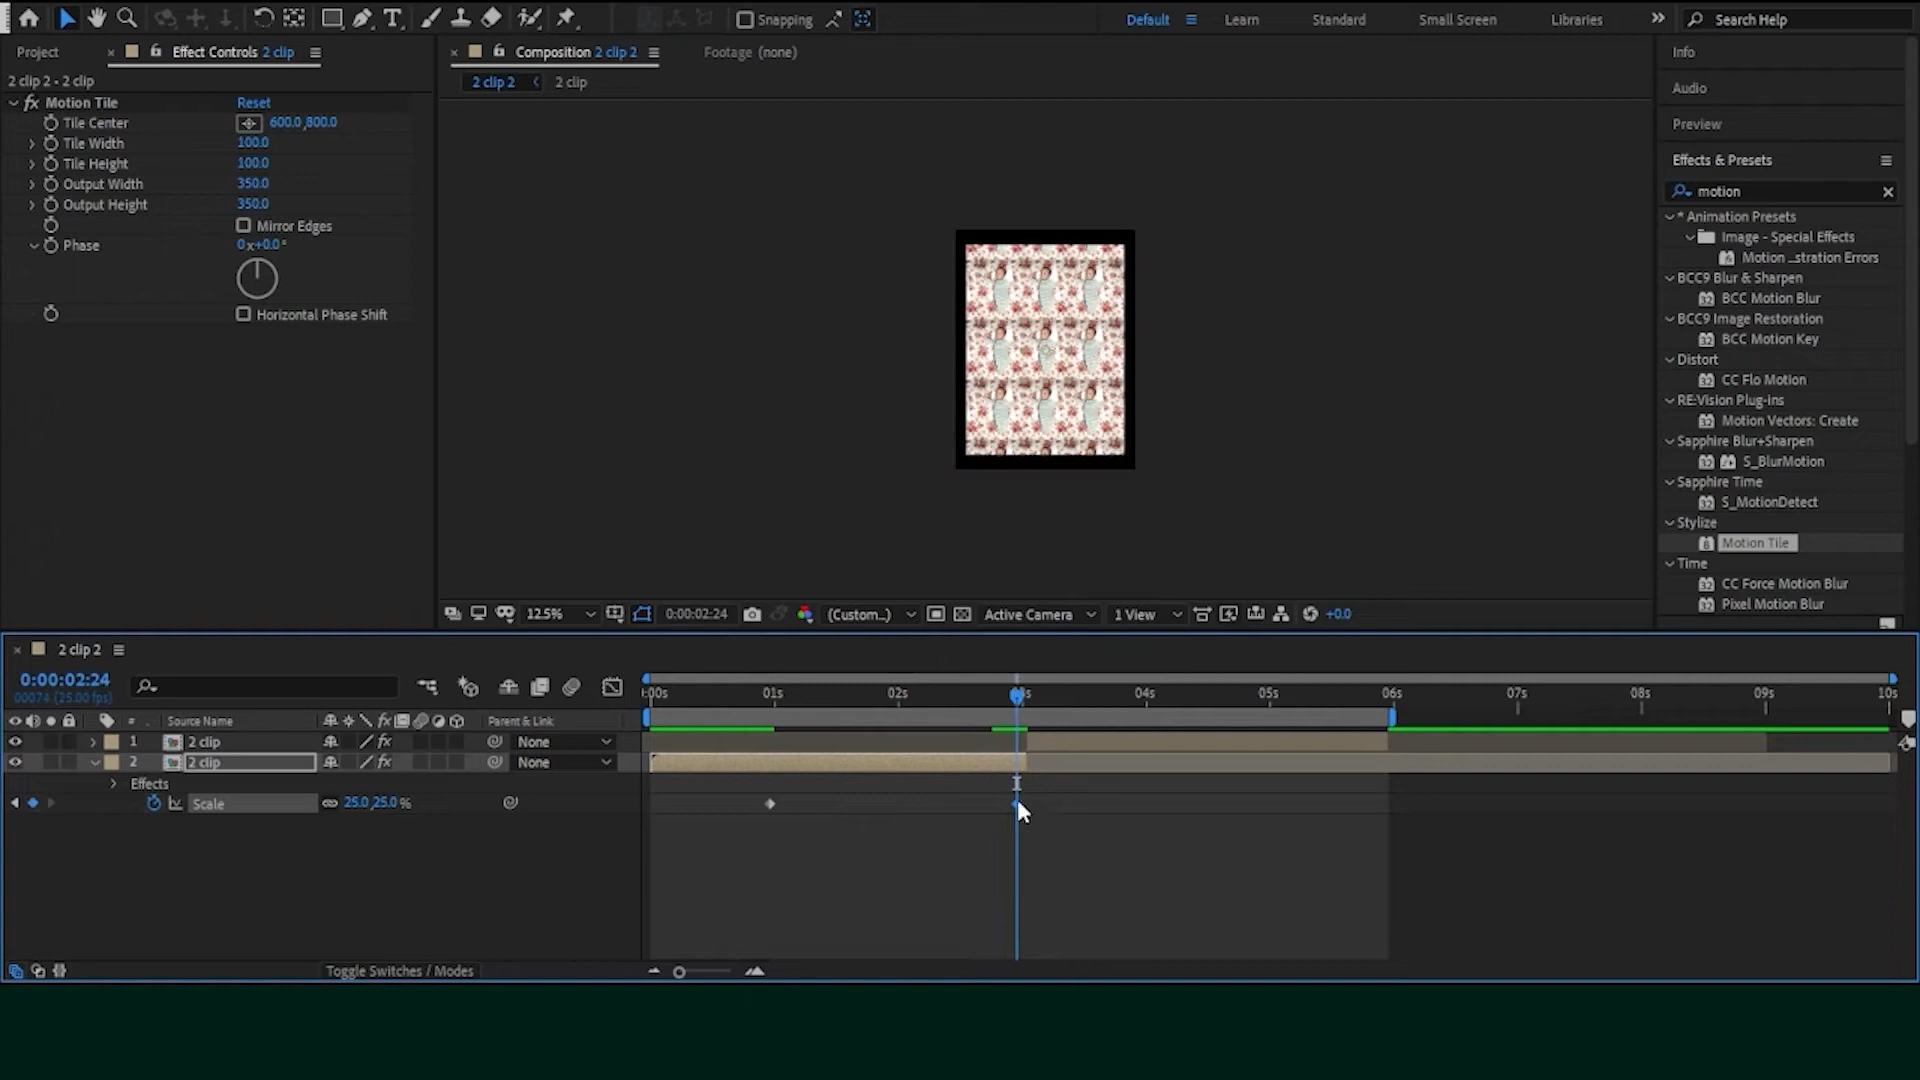 Snapping
Default
Learn
Standard
Small Screen
Libraries
Search Help
Project
Effect Controls 2 clip
Composition 2 clip 2
Footage (none)
Info
2 clip 2 - 2 clip
2 clip 2
2 clip
Audio
Motion Tile
Reset
Tile Center
600.0,800.0
Preview
Tile Width
100.0
Tile Height
100.0
Effects & Presets
Output Width
350.0
motion
Output Height
350.0
Mirror Edges
* Animation Presets
Phase
0x+0.0°
Image - Special Effects
Motion ...stration Errors
BCC9 Blur & Sharpen
BCC Motion Blur
Horizontal Phase Shift
BCC9 Image Restoration
BCC Motion Key
Distort
CC Flo Motion
RE:Vision Plug-ins
Motion Vectors: Create
Sapphire Blur+Sharpen
S_BlurMotion
Sapphire Time
S_MotionDetect
Stylize
Motion Tile
Time
CC Force Motion Blur
Pixel Motion Blur
12.5%
0:00:02:24
(Custom...)
Active Camera
1 View
+0.0
2 clip 2
0:00:02:24
00074 (25.00 fps)
:00s
01s
02s
04s
05s
06s
07s
08s
09s
10s
#
Source Name
Parent & Link
1
2 clip
None
2
2 clip
None
Effects
Scale
25.0,25.0%
Toggle Switches / Modes